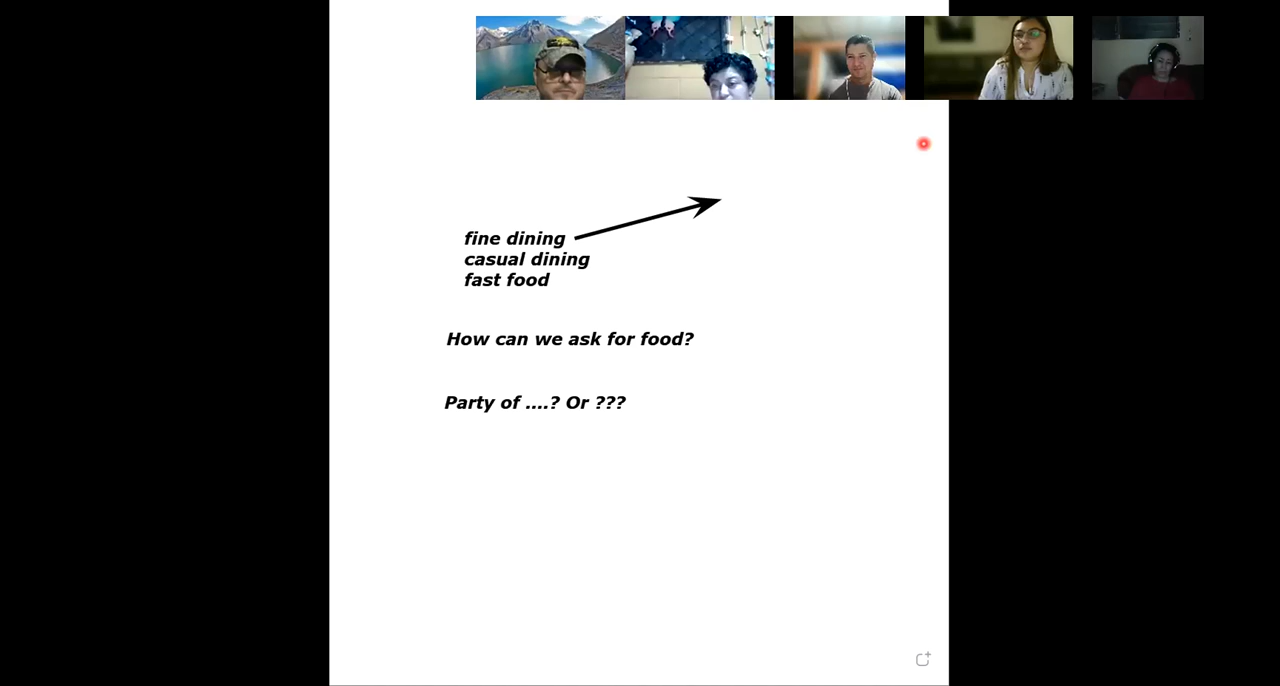 fine dining
casual dining
fast food
How can we ask for food?
Party of ....? Or ???